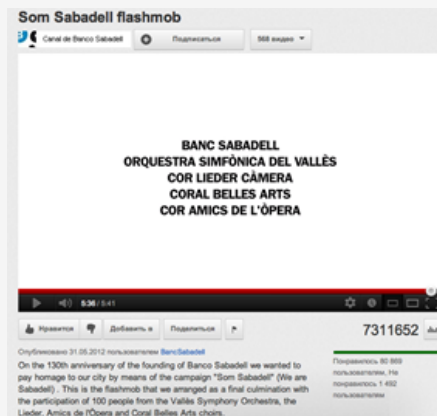 Som Sabadell flashmob
Canal de Banco Sabadell
Подписаться
568 видео
BANC SABADELL
ORQUESTRA SIMFÒNICA DEL VALLÈS
COR LIEDER CÀMERA
CORAL BELLES ARTS
COR AMICS DE L'ÒPERA
5:36 / 5:41
Нравится
Добавить в
Поделиться
7311652
Опубликовано 31.05.2012 пользователем BancSabadell
On the 130th anniversary of the founding of Banco Sabadell we wanted to
pay homage to our city by means of the campaign "Som Sabadell" (We are
Sabadell) . This is the flashmob that we arranged as a final culmination with
the participation of 100 people from the Vallès Symphony Orchestra, the
Lieder, Amics de l'Òpera and Coral Belles Arts choirs.
Понравилось 80 869
пользователям, Не
понравилось 1 492
пользователям